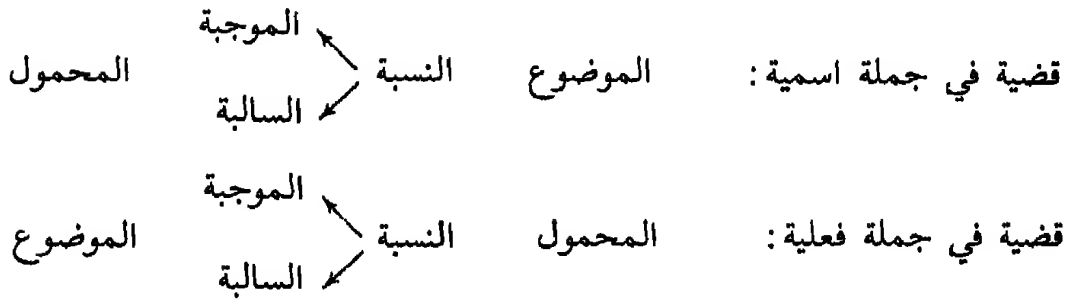 الموجبة
قضية في جملة اسمية : الموضوع النسبة المحمول
السالبة
الموجبة
قضية في جملة فعلية : المحمول النسبة الموضوع
السالبة